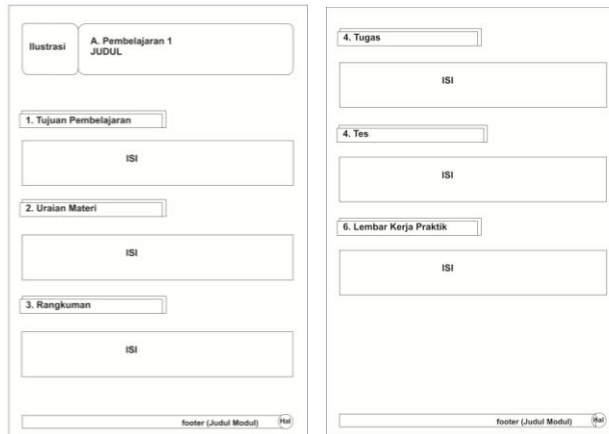 Ilustrasi
A. Pembelajaran 1
JUDUL
1. Tujuan Pembelajaran
ISI
2. Uraian Materi
ISI
3. Rangkuman
ISI
footer (Judul Modul)
Hal
4. Tugas
ISI
4. Tes
ISI
6. Lembar Kerja Praktik
ISI
footer (Judul Modul)
Hal